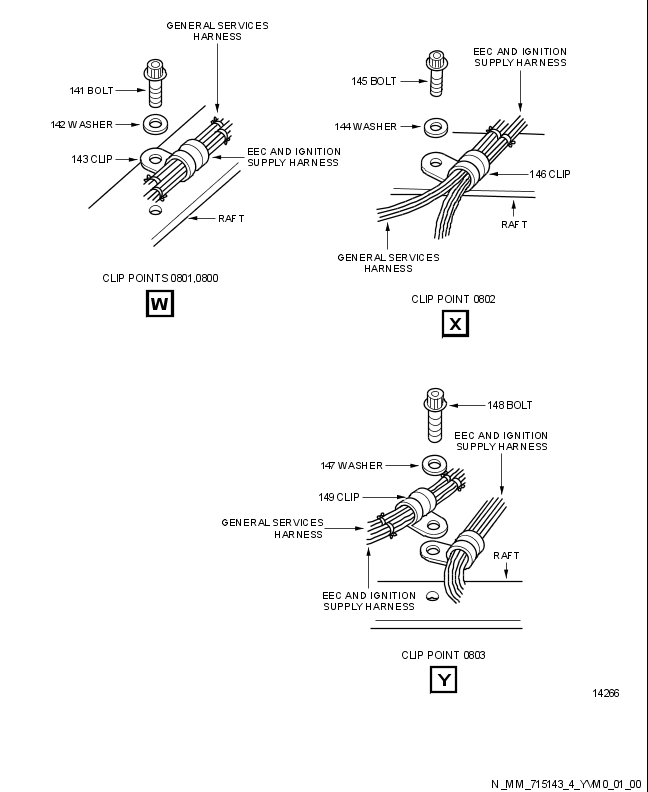 GENERAL SERVICES
HARNESS
141 BOLT
142 WASHER
143 CLIP
EEC AND IGNITION
SUPPLY HARNESS
RAFT
CLIP POINTS 0801,0800
W
EEC AND IGNITION
SUPPLY HARNESS
145 BOLT
144 WASHER
146 CLIP
RAFT
GENERAL SERVICES
HARNESS
CLIP POINT 0802
X
148 BOLT
EEC AND IGNITION
SUPPLY HARNESS
147 WASHER
149 CLIP
GENERAL SERVICES
HARNESS
RAFT
EEC AND IGNITION
SUPPLY HARNESS
CLIP POINT 0803
Y
14266
N_MM_715143_4_YVM0_01_00